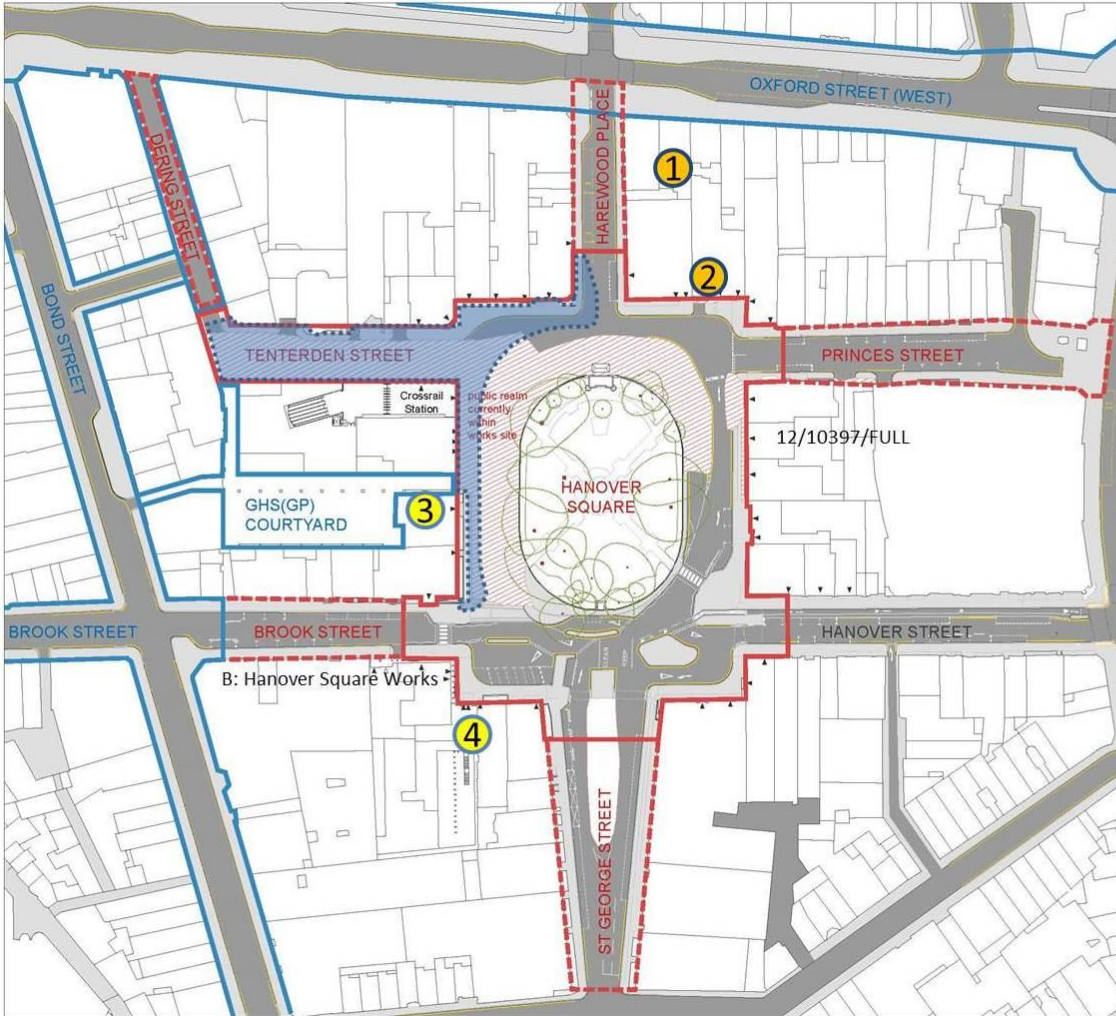 OXFORD STREET (WEST)
HAREWOOD PLACE
DERING STREET
1
2
BOND STREET
TENTERDEN STREET
PRINCES STREET
Crossrail
Station
public realm
currently
within
works site
12/10397/FULL
HANOVER
SQUARE
GHS(GP)
COURTYARD
3
BROOK STREET
BROOK STREET
HANOVER STREET
B: Hanover Square Works
4
ST GEORGE STREET
KEEP
CLEAR